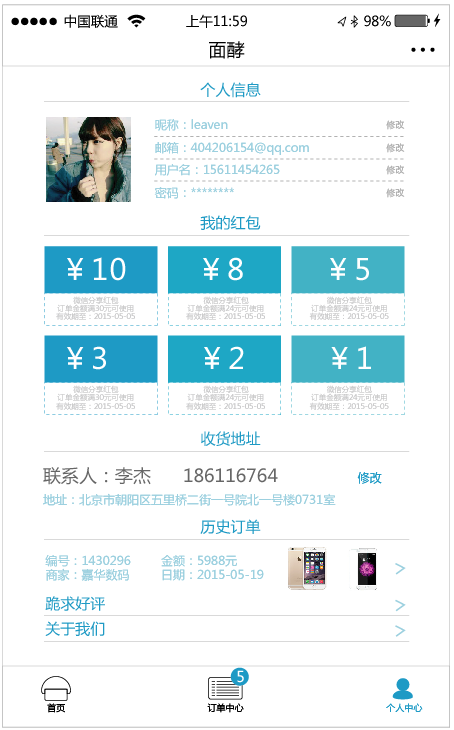 中国联通 上午11:59 98%
面酵
个人信息
昵称：leaven 修改
邮箱：404206154@qq.com 修改
用户名：15611454265 修改
密码：******** 修改
我的红包
￥10 ￥8 ￥5
微信分享红包 微信分享红包 微信分享红包
订单金额满30元可使用 订单金额满24元可使用 订单金额满24元可使用
有效期至：2015-05-05 有效期至：2015-05-05 有效期至：2015-05-05
￥3 ￥2 ￥1
微信分享红包 微信分享红包 微信分享红包
订单金额满30元可使用 订单金额满24元可使用 订单金额满24元可使用
有效期至：2015-05-05 有效期至：2015-05-05 有效期至：2015-05-05
收货地址
联系人：李杰 186116764 修改
地址：北京市朝阳区五里桥二街一号院北一号楼0731室
历史订单
编号：1430296 金额：5988元
商家：嘉华数码 日期：2015-05-19
跪求好评
关于我们
5
首页 订单中心 个人中心